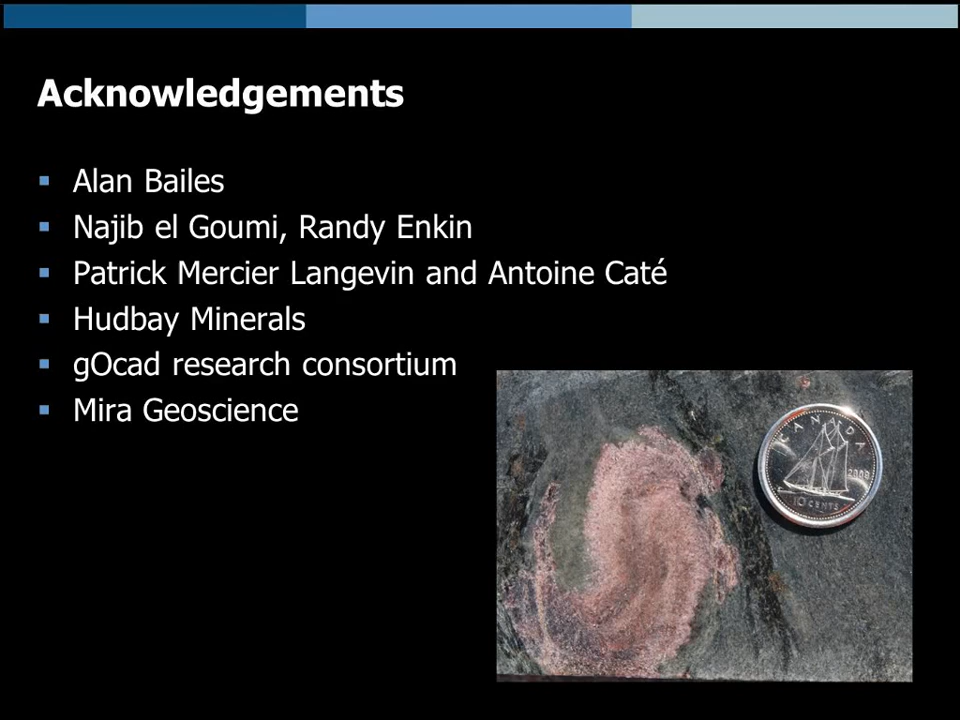 Acknowledgements
Alan Bailes
Najib el Goumi, Randy Enkin
Patrick Mercier Langevin and Antoine Caté
Hudbay Minerals
gOcad research consortium
Mira Geoscience
CANADA
2008
10 CENTS